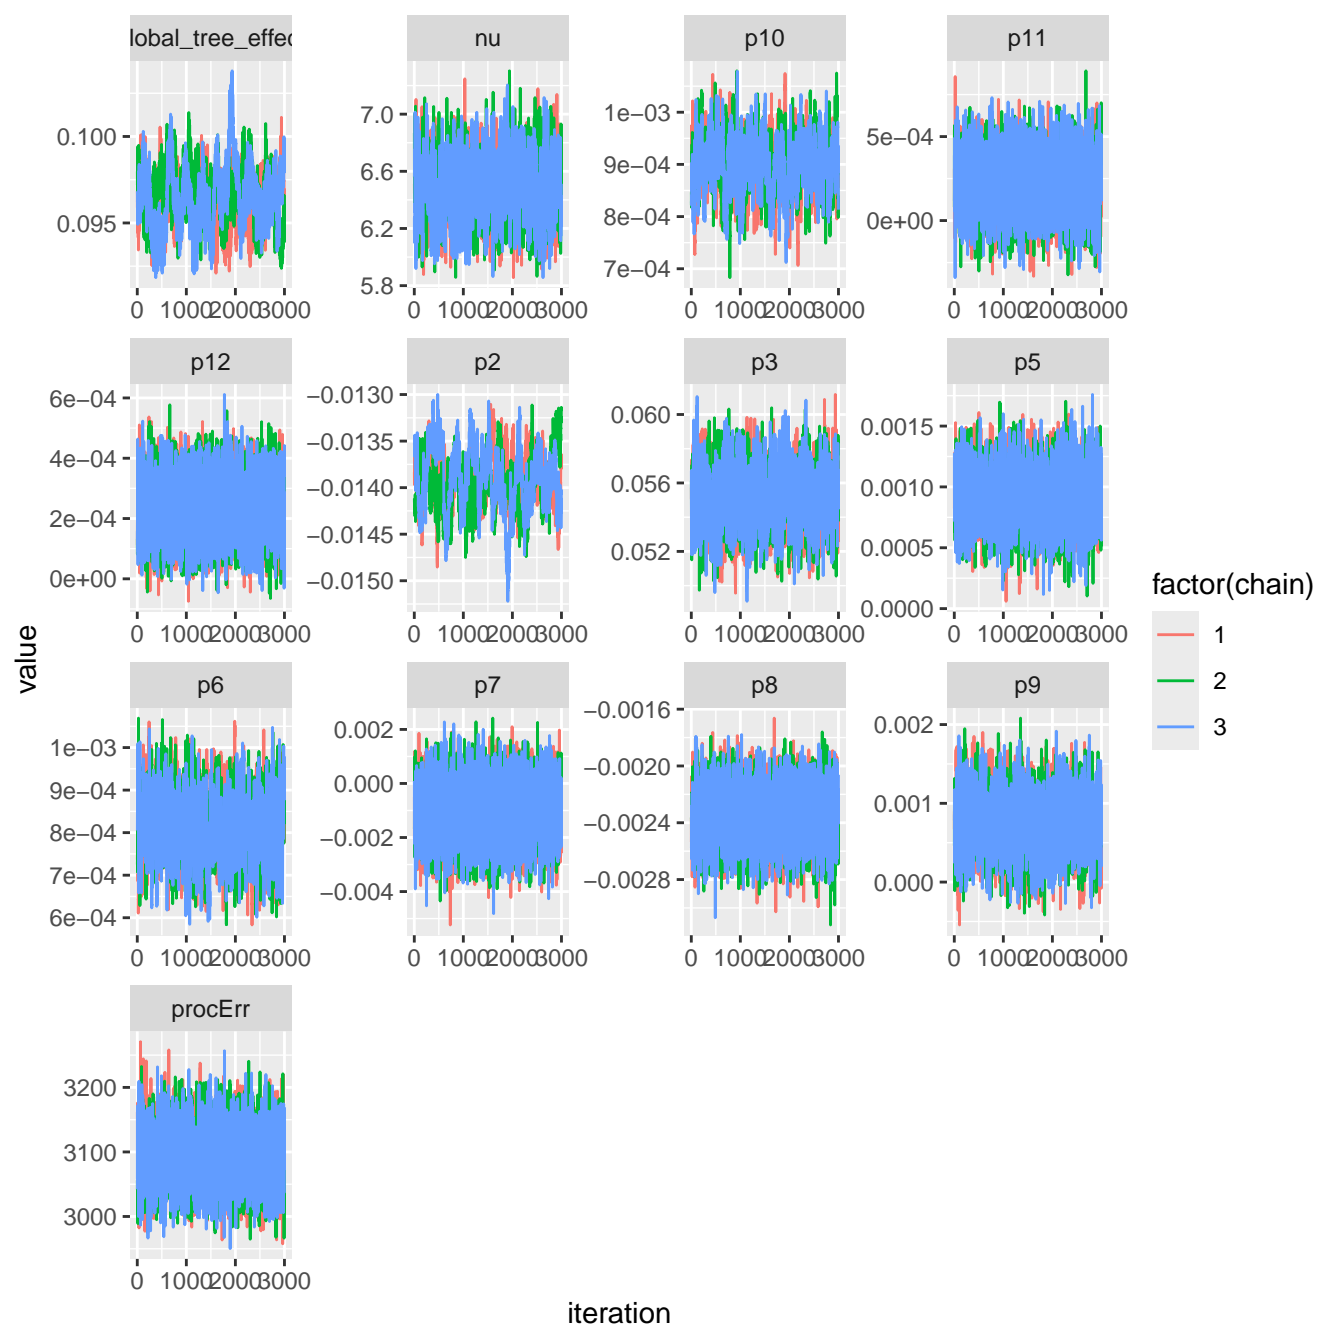 lobal_tree_effec
nu
p10
p11
0.100
0.095
7.0
6.6
6.2
5.8
1e−03
9e−04
8e−04
7e−04
5e−04
0e+00
0 1000 2000 3000
0 1000 2000 3000
0 1000 2000 3000
0 1000 2000 3000
p12
p2
p3
p5
6e−04
4e−04
2e−04
0e+00
−0.0130
−0.0135
−0.0140
−0.0145
−0.0150
0.060
0.056
0.052
0.0015
0.0010
0.0005
0.0000
0 1000 2000 3000
0 1000 2000 3000
0 1000 2000 3000
0 1000 2000 3000
p6
p7
p8
p9
1e−03
9e−04
8e−04
7e−04
6e−04
0.002
0.000
−0.002
−0.004
−0.0016
−0.0020
−0.0024
−0.0028
0.002
0.001
0.000
0 1000 2000 3000
0 1000 2000 3000
0 1000 2000 3000
0 1000 2000 3000
procErr
3200
3100
3000
0 1000 2000 3000
value
iteration
factor(chain)
1
2
3